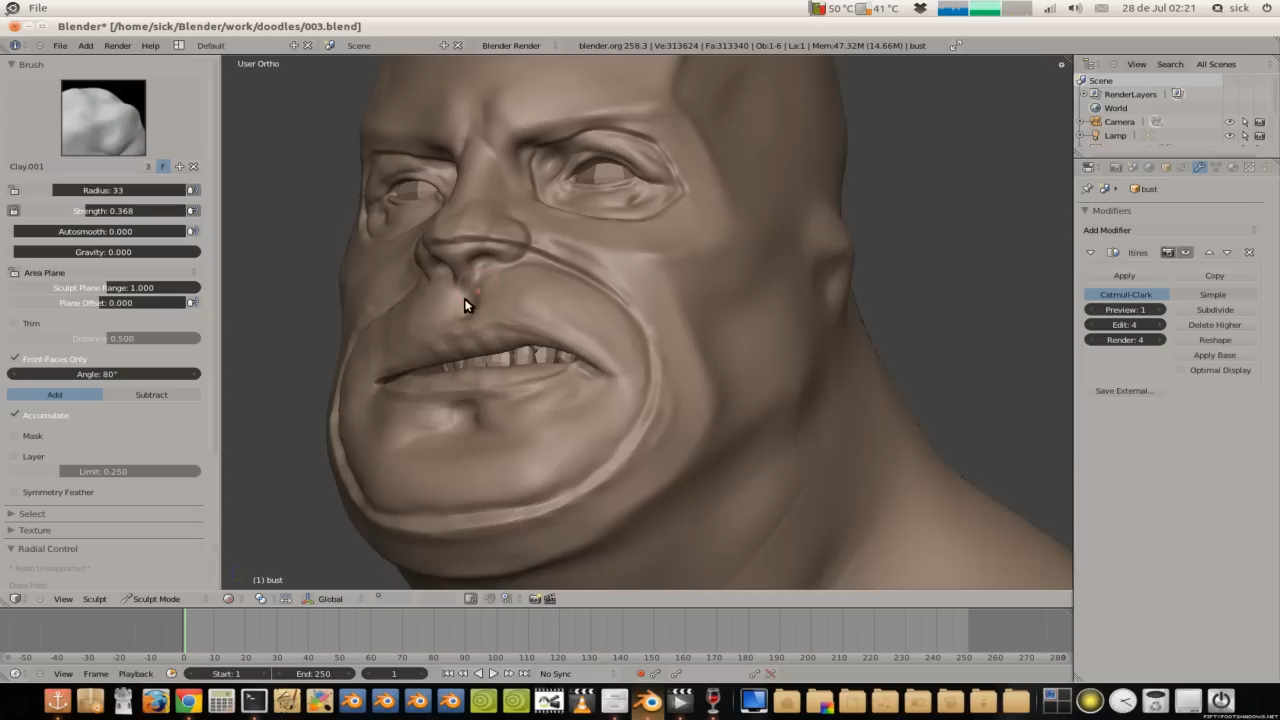 File
50 °C
41 °C
28 de Jul 02:21
sick
Blender* [/home/sick/Blender/work/doodles/003.blend]
File Add Render Help
Default
Scene
Blender Render
blender.org 258.3 | Ve:313624 | Fa:313340 | Ob:1-6 | La:1 | Mem:47.32M (14.66M) | bust
View Search All Scenes
Brush
User Ortho
Scene
RenderLayers
World
Camera
Lamp
Clay.001 3 F
Radius: 33
Strength: 0.368
Autosmooth: 0.000
Gravity: 0.000
Area Plane
Sculpt Plane Range: 1.000
Plane Offset: 0.000
Trim
Distance: 0.500
Front-Faces Only
Angle: 80°
Add Subtract
Accumulate
Mask
Layer
Limit: 0.250
Symmetry Feather
Select
Texture
Radial Control
* Redo Unsupported *
Data Path
bust
Modifiers
Add Modifier
ltires
Apply Copy
Catmull-Clark Simple
Preview: 1 Subdivide
Edit: 4 Delete Higher
Render: 4 Reshape
Apply Base
Optimal Display
Save External...
(1) bust
View Sculpt Sculpt Mode Global
-50 -40 -30 -20 -10 0 10 20 30 40 50 60 70 80 90 100 110 120 130 140 150 160 170 180 190 200 210 220 230 240 250 260 270 280
View Frame Playback Start: 1 End: 250 1 No Sync
FIFTYFOOTSHADOWS.NET